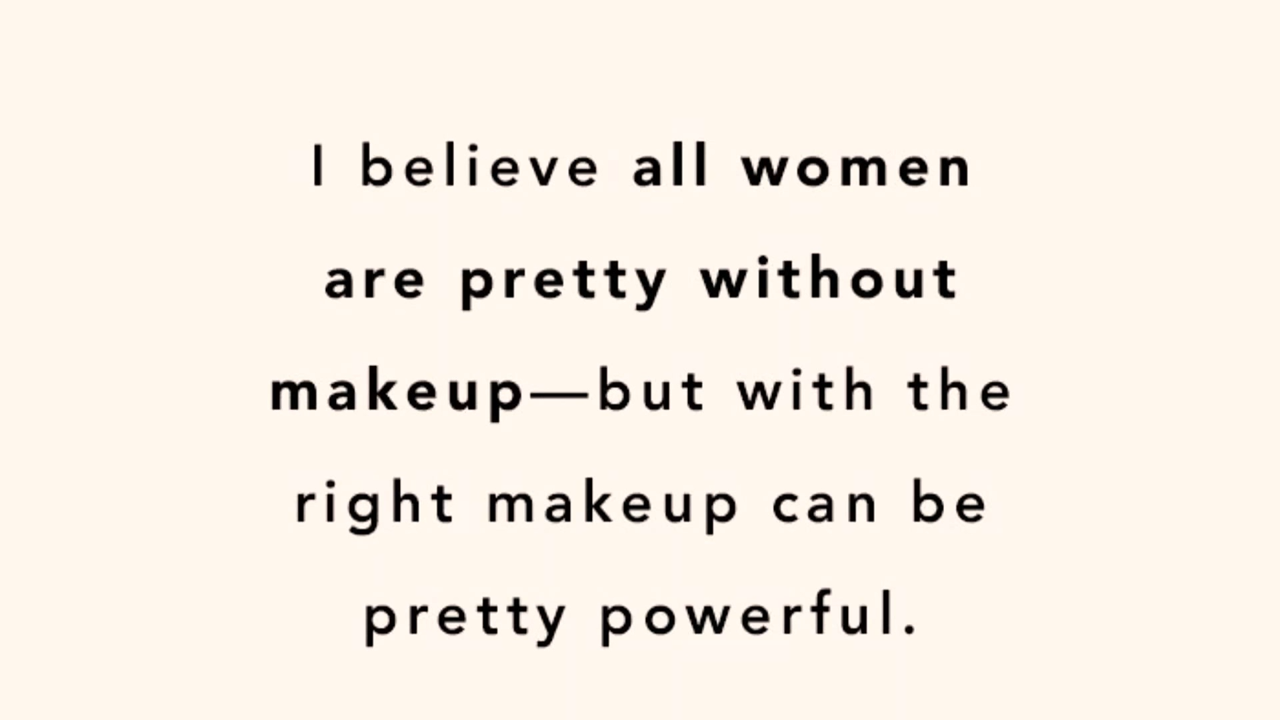 I believe all women
are pretty without
makeup—but with the
right makeup can be
pretty powerful.